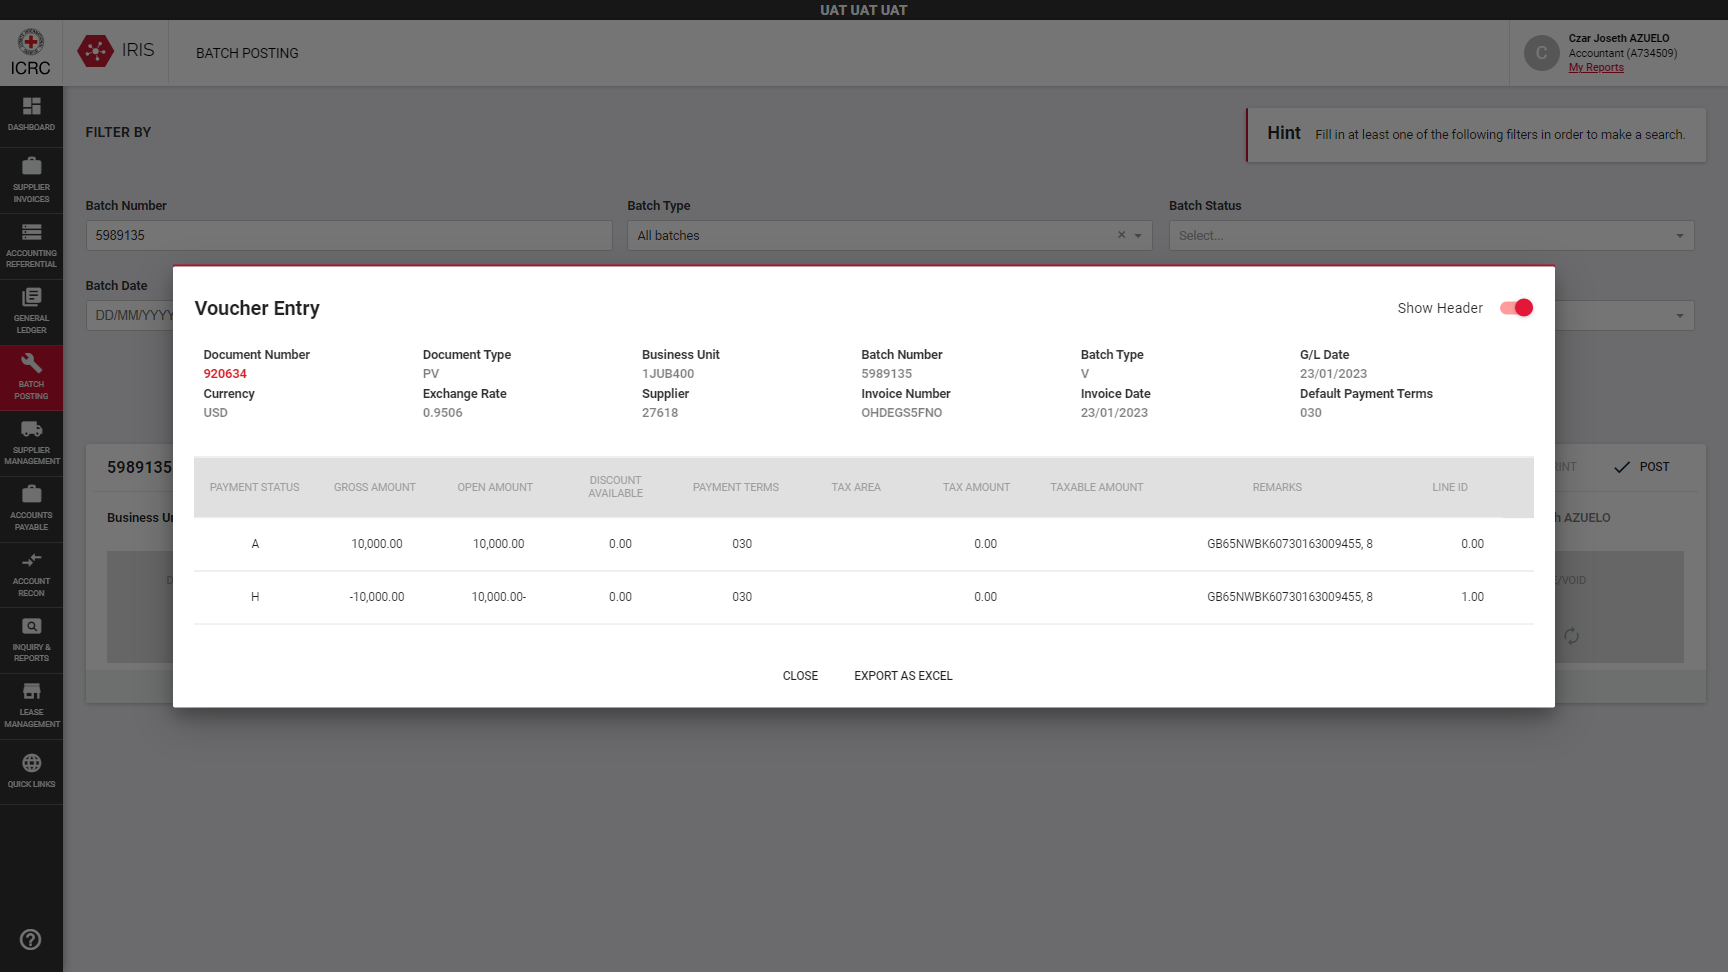 UAT UAT UAT
ICRC
IRIS
BATCH POSTING
C
Czar Joseth AZUELO
Accountant (A734509)
My Reports
DASHBOARD
SUPPLIER
INVOICES
ACCOUNTING
REFERENTIAL
GENERAL
LEDGER
BATCH
POSTING
SUPPLIER
MANAGEMENT
ACCOUNTS
PAYABLE
ACCOUNT
RECON
INQUIRY &
REPORTS
LEASE
MANAGEMENT
QUICK LINKS
FILTER BY
Hint Fill in at least one of the following filters in order to make a search.
Batch Number Batch Type Batch Status
5989135 All batches × Select...
Batch Date
DD/MM/YYYY
Voucher Entry Show Header
Document Number Document Type Business Unit Batch Number Batch Type G/L Date
920634 PV 1JUB400 5989135 V 23/01/2023
Currency Exchange Rate Supplier Invoice Number Invoice Date Default Payment Terms
USD 0.9506 27618 OHDEGS5FNO 23/01/2023 030
5989135 POST
Business
AZUELO
PAYMENT STATUS GROSS AMOUNT OPEN AMOUNT DISCOUNT AVAILABLE PAYMENT TERMS TAX AREA TAX AMOUNT TAXABLE AMOUNT REMARKS LINE ID
A 10,000.00 10,000.00 0.00 030 0.00 GB65NWBK60730163009455, 8 0.00
H -10,000.00 10,000.00- 0.00 030 0.00 GB65NWBK60730163009455, 8 1.00
/VOID
CLOSE EXPORT AS EXCEL